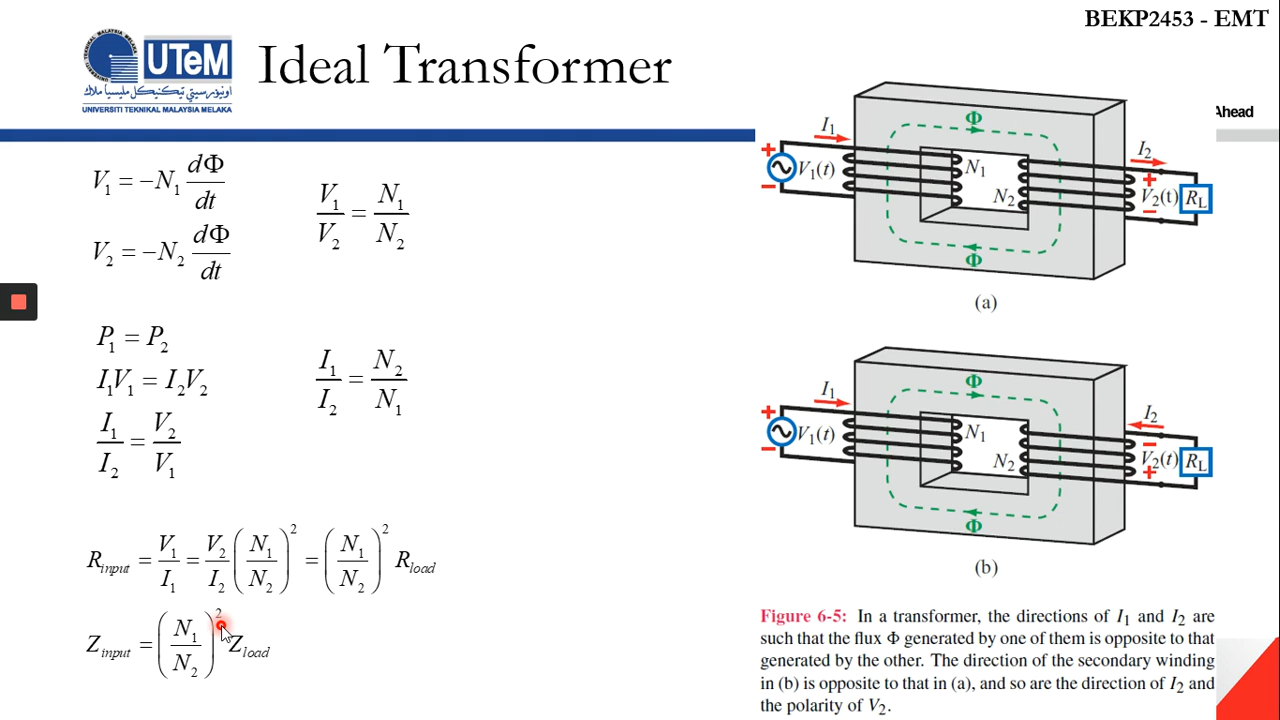 BEKP2453 - EMT
UTeM
اونيۏرسيتي تيكنيكل مليسيا ملاك
UNIVERSITI TEKNIKAL MALAYSIA MELAKA
Ideal Transformer
Ahead
V₁ = −N₁ dΦ/dt
V₂ = −N₂ dΦ/dt
V₁/V₂ = N₁/N₂
P₁ = P₂
I₁V₁ = I₂V₂
I₁/I₂ = V₂/V₁
I₁/I₂ = N₂/N₁
R_input = V₁/I₁ = V₂/I₂ (N₁/N₂)² = (N₁/N₂)² R_load
Z_input = (N₁/N₂)² Z_load
Φ
I₁
I₂
+
V₁(t)
−
N₁
N₂
+
V₂(t)
−
R_L
Φ
(a)
Φ
I₁
I₂
+
V₁(t)
−
N₁
N₂
−
V₂(t)
+
R_L
Φ
(b)
Figure 6-5: In a transformer, the directions of I₁ and I₂ are
such that the flux Φ generated by one of them is opposite to that
generated by the other. The direction of the secondary winding
in (b) is opposite to that in (a), and so are the direction of I₂ and
the polarity of V₂.